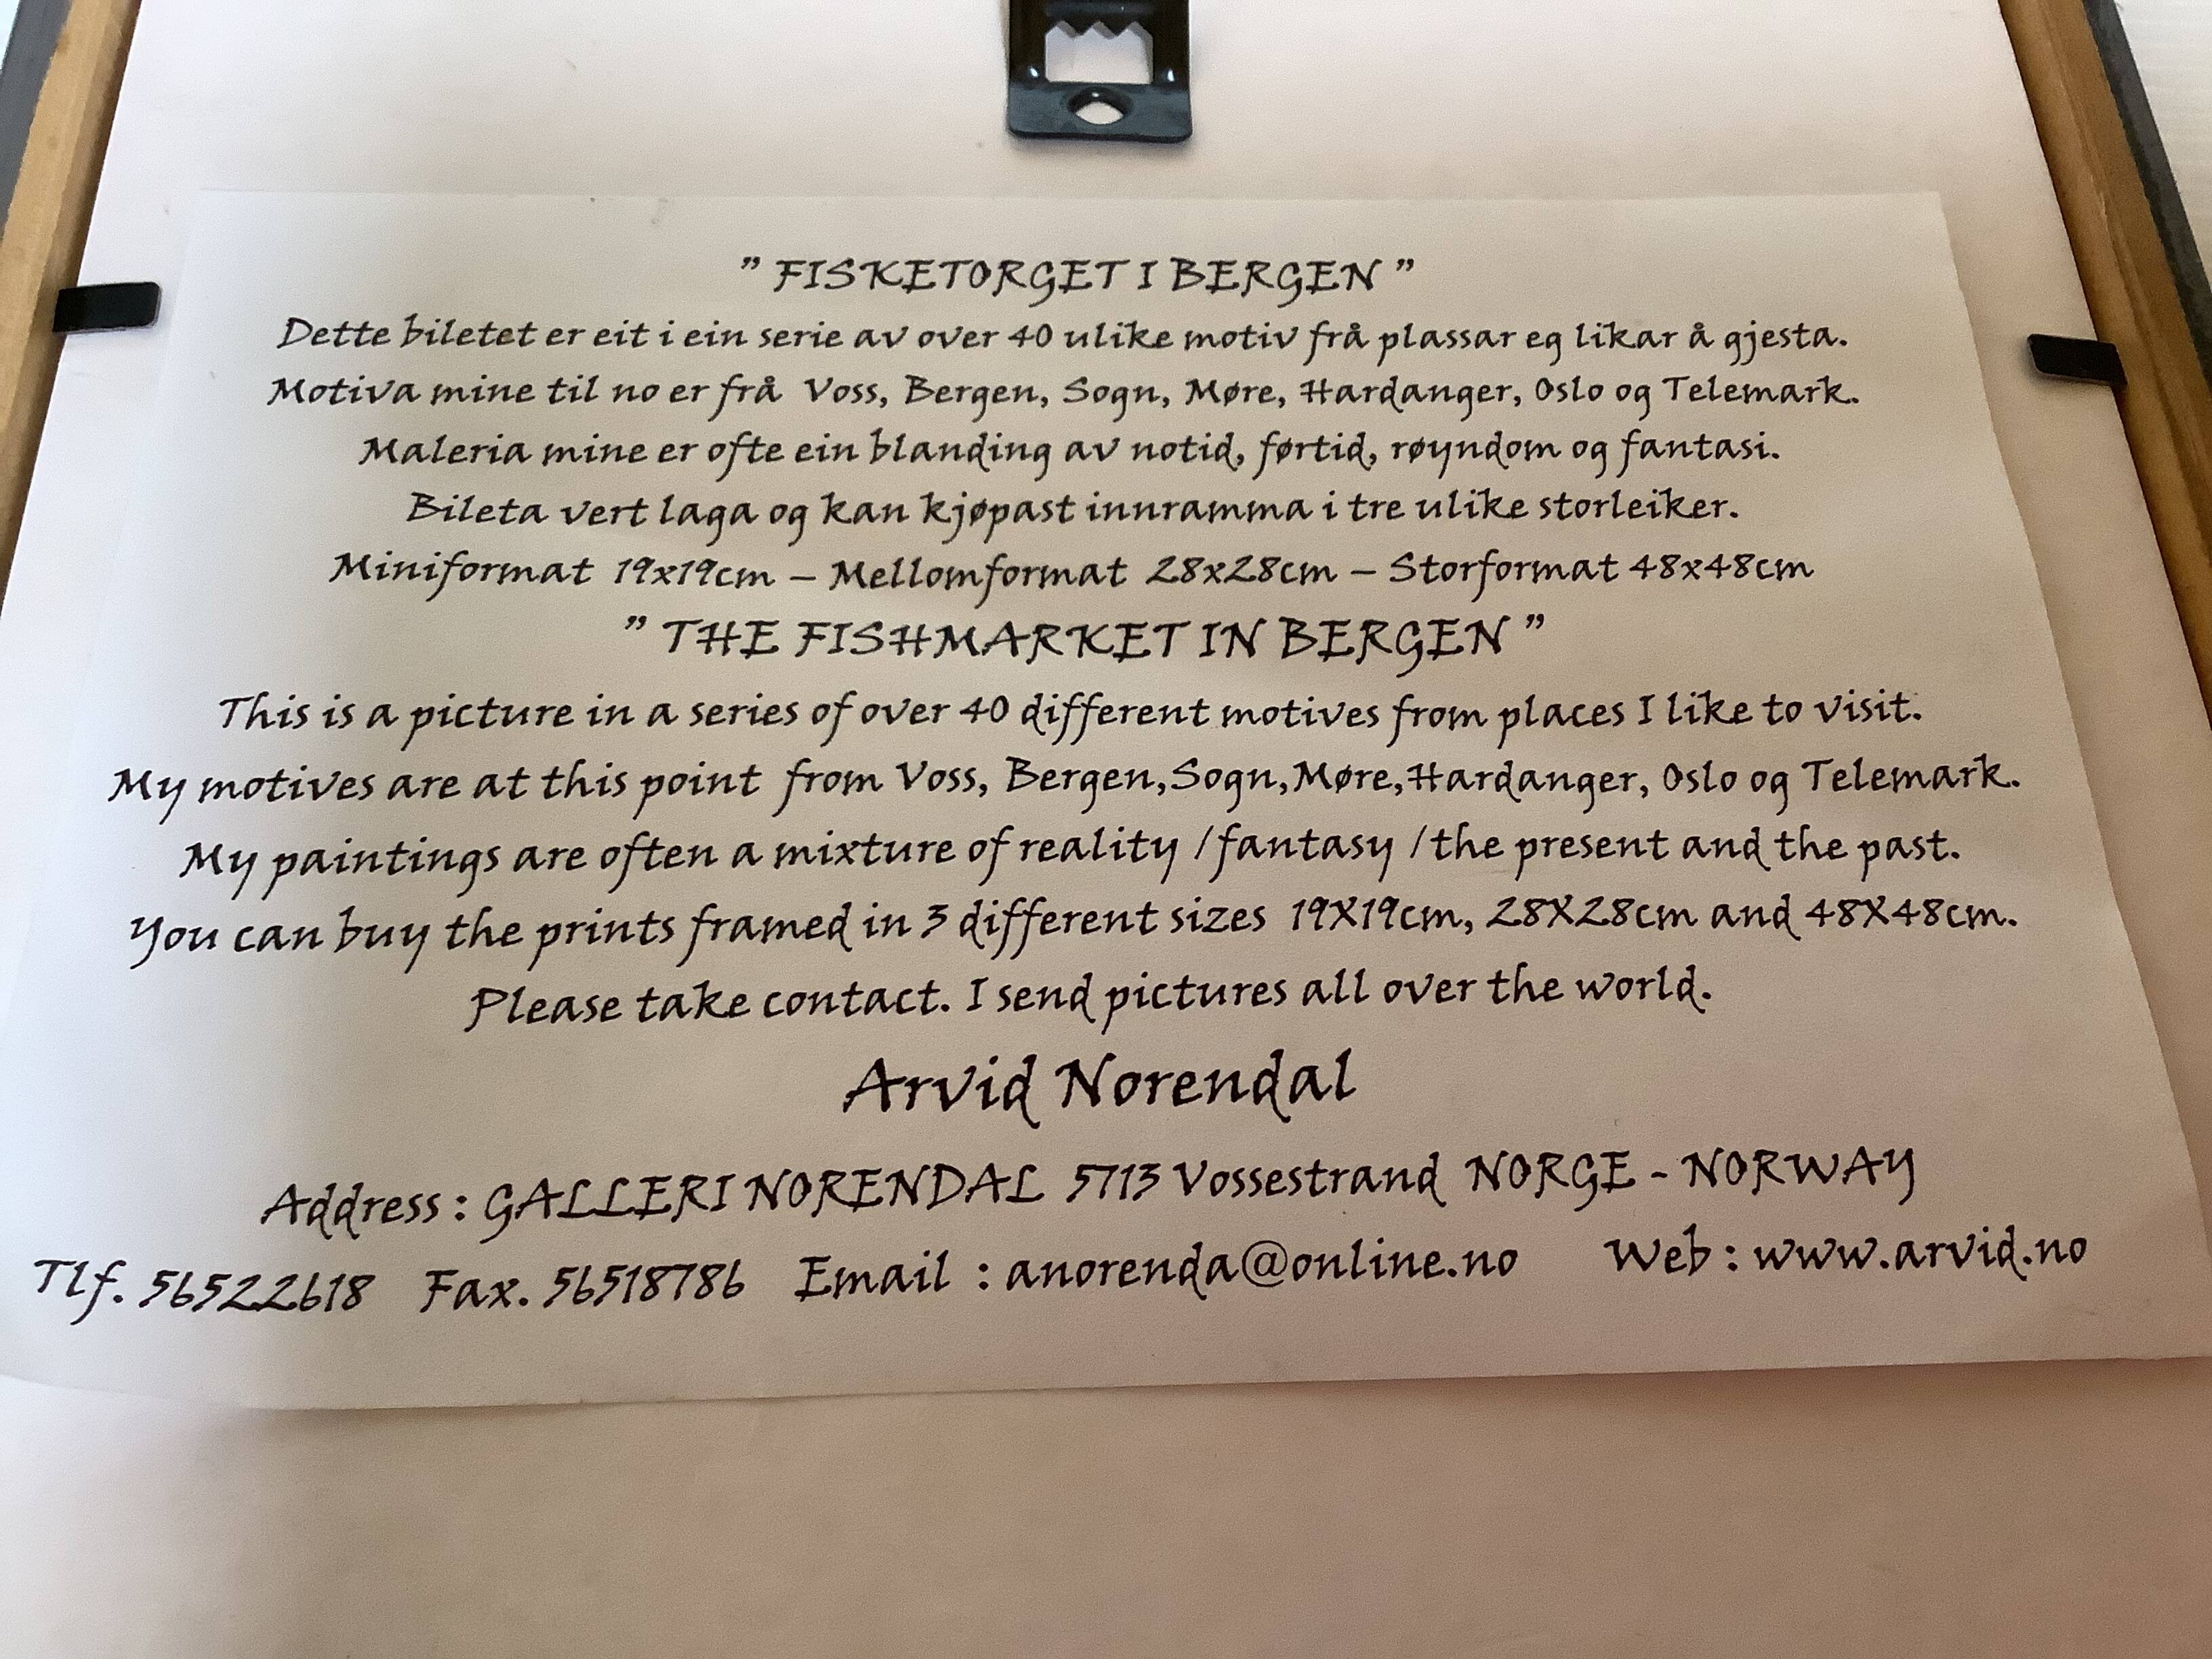 " FISKETORGET I BERGEN "
Dette biletet er eit i ein serie av over 40 ulike motiv frå plassar eg likar å gjesta.
Motiva mine til no er frå Voss, Bergen, Sogn, Møre, Hardanger, Oslo og Telemark.
Maleria mine er ofte ein blanding av notid, førtid, røyndom og fantasi.
Bileta vert laga og kan kjøpast innramma i tre ulike storleiker.
Miniformat 19x19cm – Mellomformat 28x28cm – Storformat 48x48cm
" THE FISHMARKET IN BERGEN "
This is a picture in a series of over 40 different motives from places I like to visit.
My motives are at this point from Voss, Bergen,Sogn,Møre,Hardanger, Oslo og Telemark.
My paintings are often a mixture of reality /fantasy /the present and the past.
You can buy the prints framed in 3 different sizes 19X19cm, 28X28cm and 48X48cm.
Please take contact. I send pictures all over the world.
Arvid Norendal
Address : GALLERI NORENDAL 5713 Vossestrand NORGE - NORWAY
Tlf. 56522618 Fax. 56518786 Email : anorenda@online.no Web : www.arvid.no